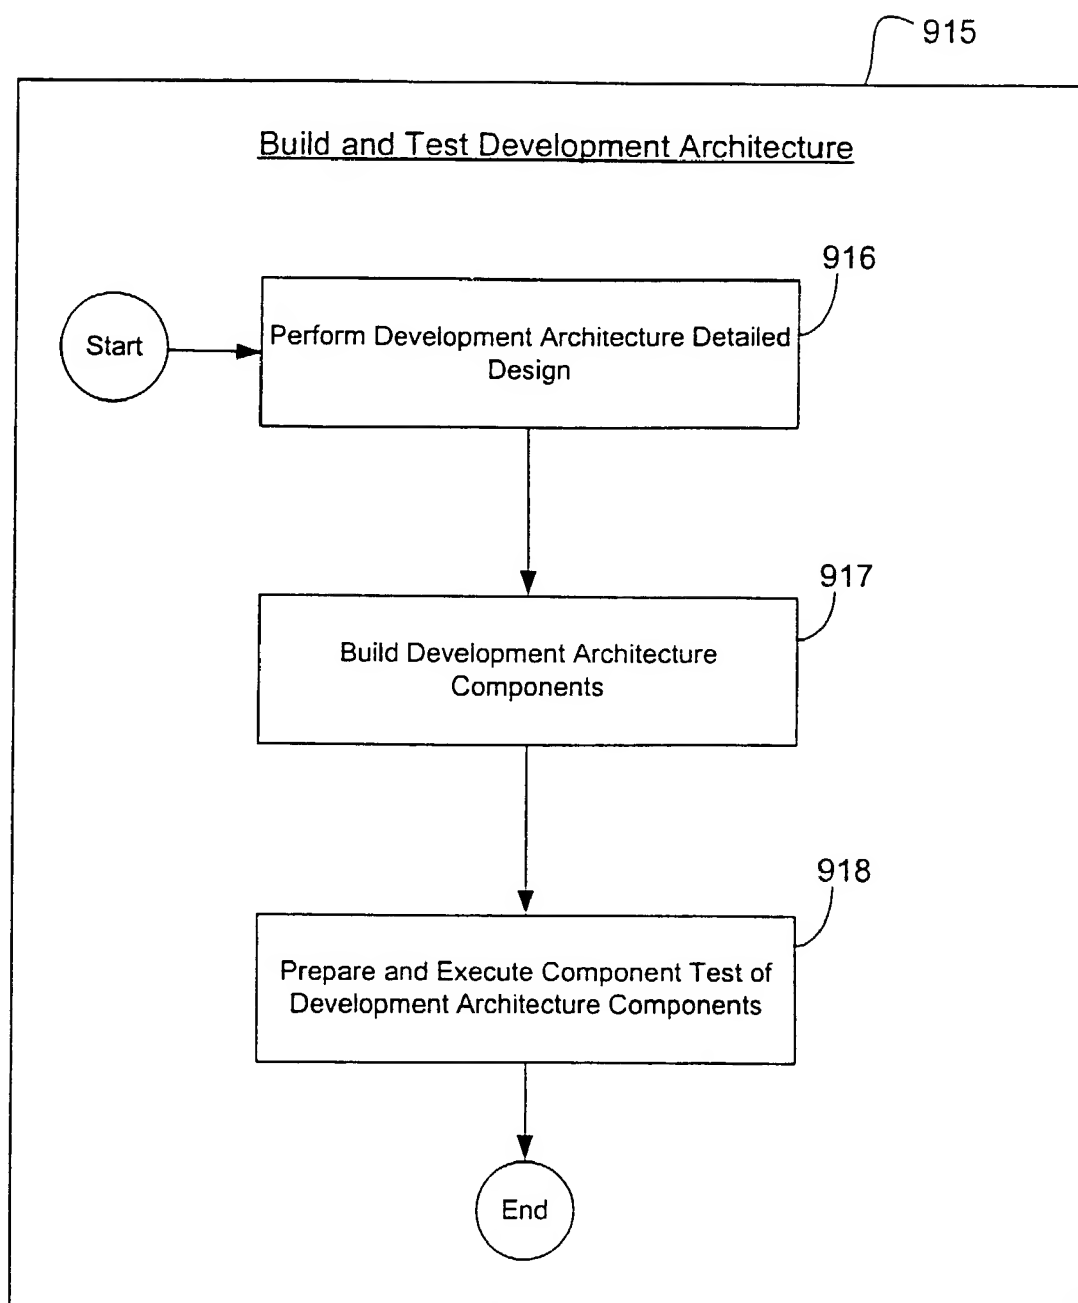 915
Build and Test Development Architecture
916
Start
Perform Development Architecture Detailed
Design
917
Build Development Architecture
Components
918
Prepare and Execute Component Test of
Development Architecture Components
End